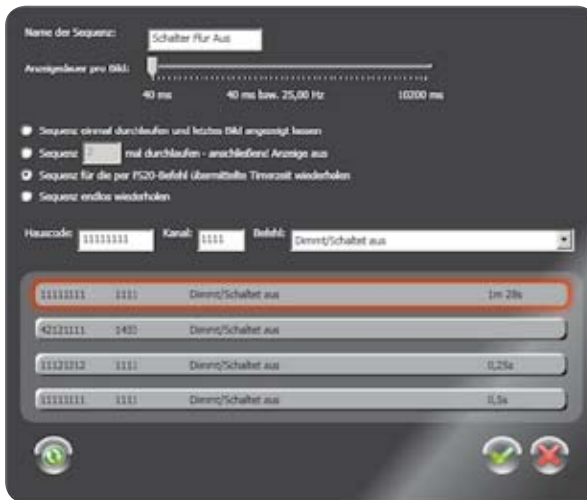 Name der Sequenz: Schalter Flur Aus
Anzeigedauer pro Bild:
40 ms 40 ms bzw. 25,00 Hz 10200 ms
Sequenz einmal durchlaufen und letztes Bild angezeigt lassen
Sequenz 2 mal durchlaufen - anschließend Anzeige aus
Sequenz für die per FS20-Befehl übermittelte Timerzeit wiederholen
Sequenz endlos wiederholen
Hauscode: 11111111 Kanal: 1111 Befehl: Dimmt/Schaltet aus
11111111 1111 Dimmt/Schaltet aus 1m 28s
42121111 Dimmt/Schaltet aus
1111 Dimmt/Schaltet aus 0,25s
11111111 1111 Dimmt/Schaltet aus 0,5s